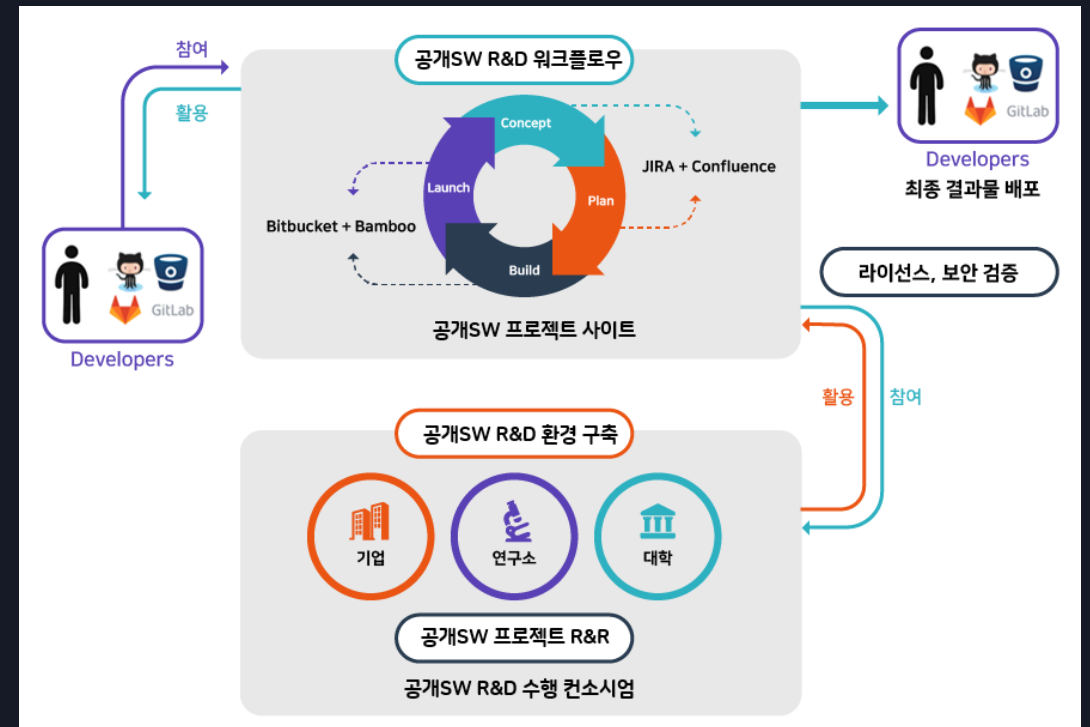 참여
활용
GitLab
Developers
공개SW R&D 워크플로우
Concept
Plan
Build
Launch
JIRA + Confluence
Bitbucket + Bamboo
공개SW 프로젝트 사이트
GitLab
Developers
최종 결과물 배포
라이선스, 보안 검증
활용
참여
공개SW R&D 환경 구축
기업
연구소
대학
공개SW 프로젝트 R&R
공개SW R&D 수행 컨소시엄